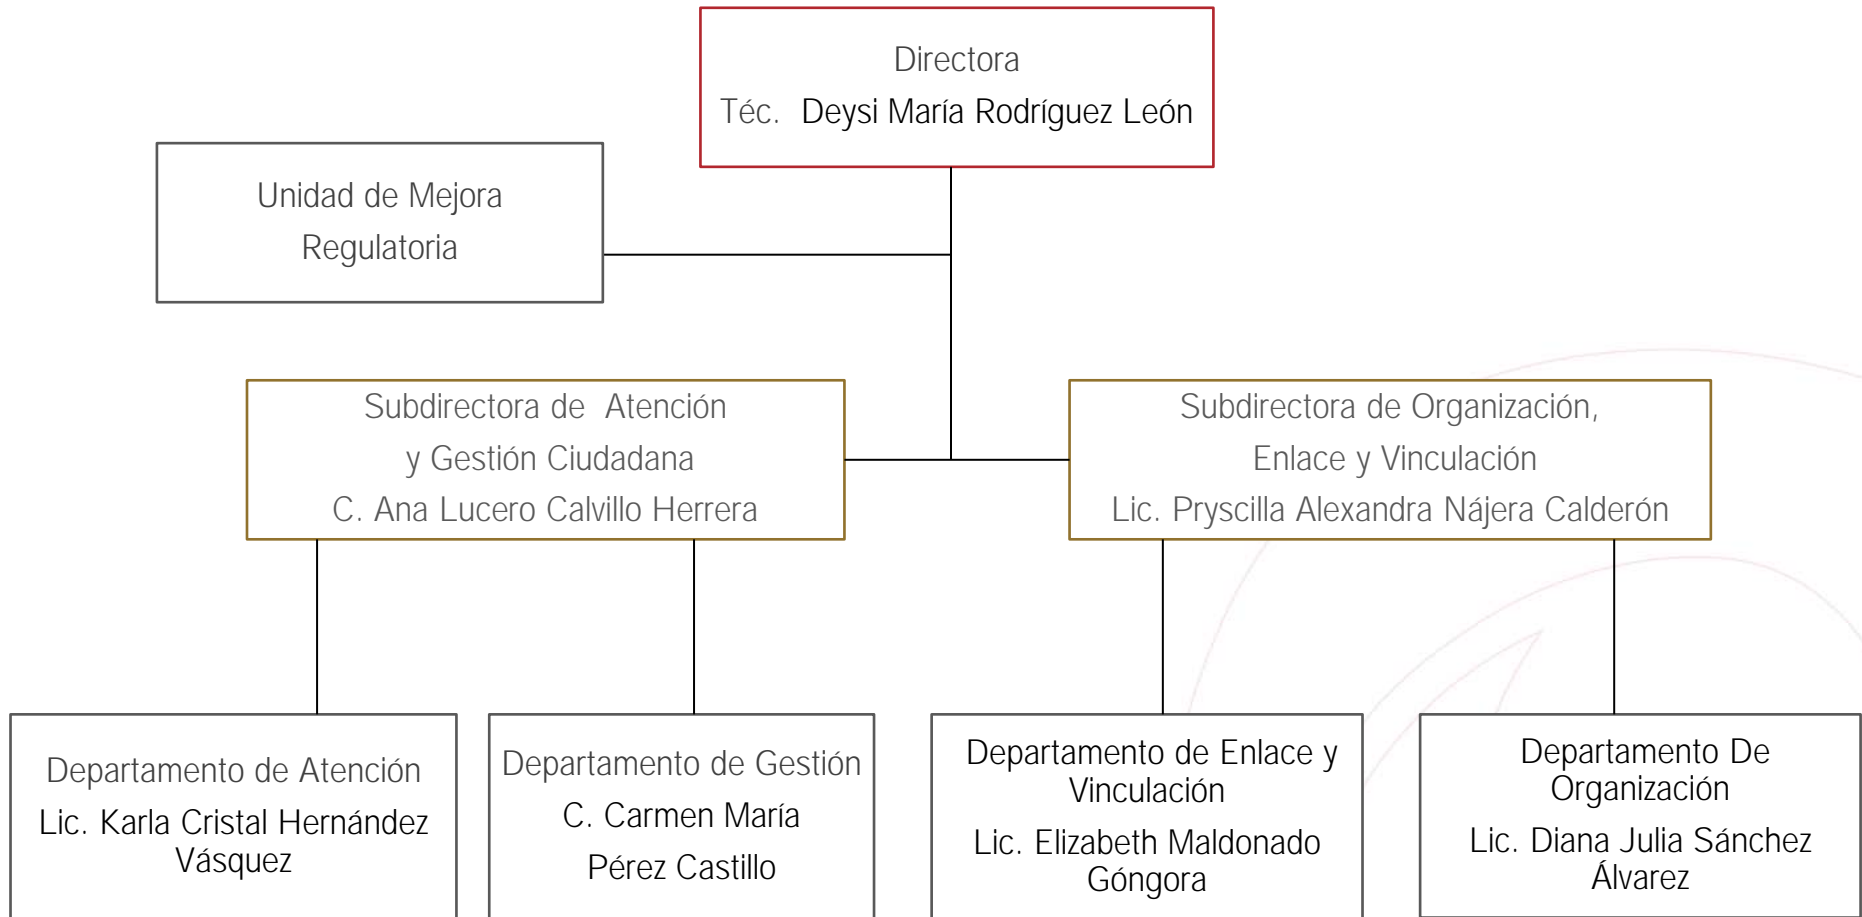 Directora
Téc. Deysi María Rodríguez León
Unidad de Mejora
Regulatoria
Subdirectora de Atención
y Gestión Ciudadana
C. Ana Lucero Calvillo Herrera
Subdirectora de Organización,
Enlace y Vinculación
Lic. Pryscilla Alexandra Nájera Calderón
Departamento de Atención
Lic. Karla Cristal Hernández
Vásquez
Departamento de Gestión
C. Carmen María
Pérez Castillo
Departamento de Enlace y
Vinculación
Lic. Elizabeth Maldonado
Góngora
Departamento De
Organización
Lic. Diana Julia Sánchez
Álvarez